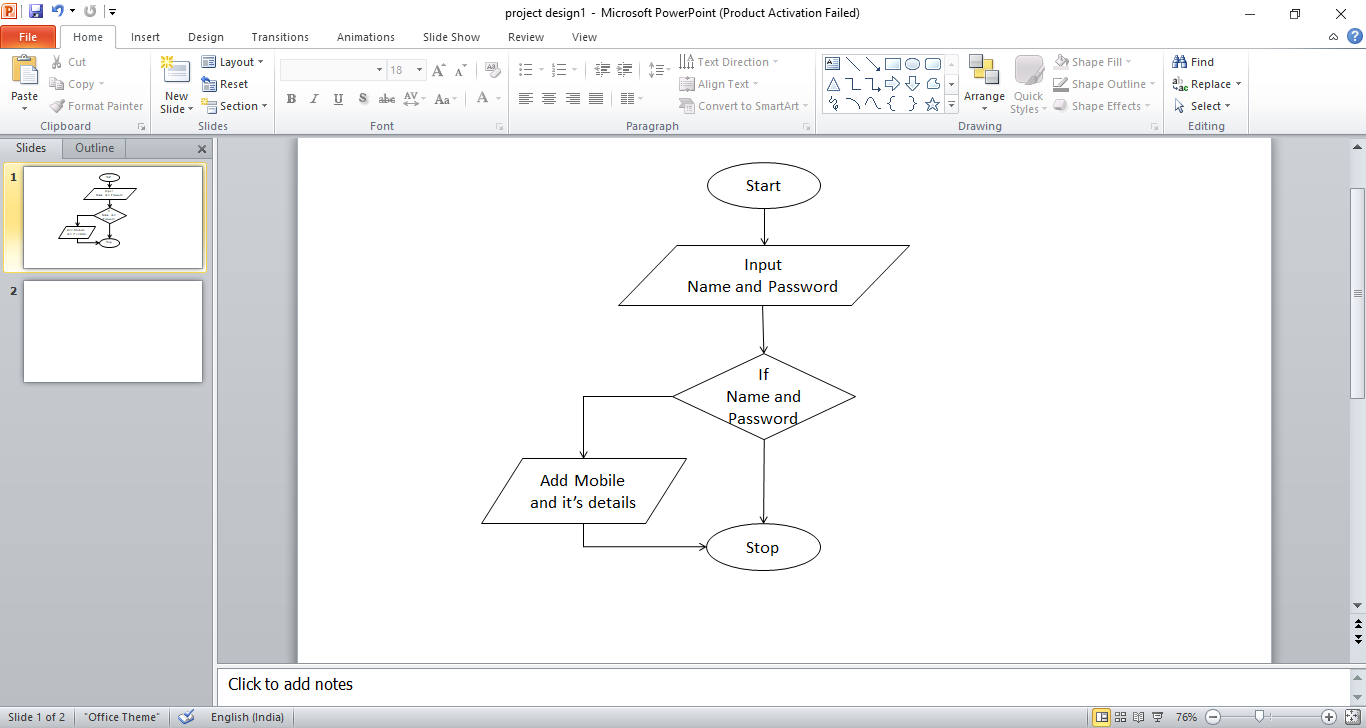 project design1 - Microsoft PowerPoint (Product Activation Failed)
File Home Insert Design Transitions Animations Slide Show Review View
Paste
Cut
Copy
Format Painter
Clipboard
New
Slide
Layout
Reset
Section
Slides
18
B I U S abc AV Aa A
Font
Text Direction
Align Text
Convert to SmartArt
Paragraph
Arrange
Quick
Styles
Shape Fill
Shape Outline
Shape Effects
Drawing
Find
Replace
Select
Editing
Slides Outline
1
2
Start
Input
Name and Password
If
Name and
Password
Add Mobile
and it’s details
Stop
Click to add notes
Slide 1 of 2 "Office Theme" English (India) 76%